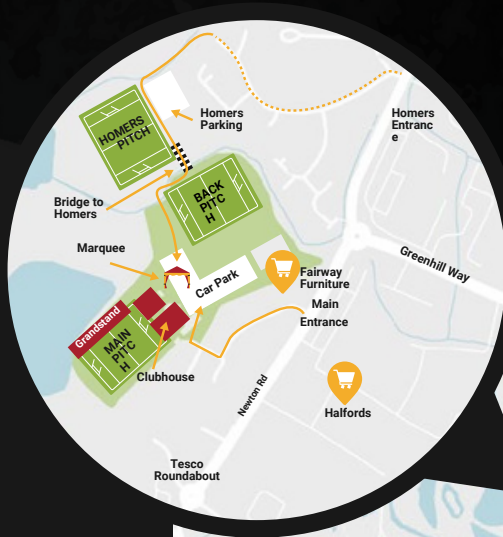 HOMERS
PITCH
Homers
Parking
Homers
Entranc
e
Bridge to
Homers
BACK
PITC
H
Marquee
Car Park
Fairway
Furniture
Greenhill Way
Main
Entrance
Grandstand
MAIN
PITC
H
Clubhouse
Newton Rd
Halfords
Tesco
Roundabout